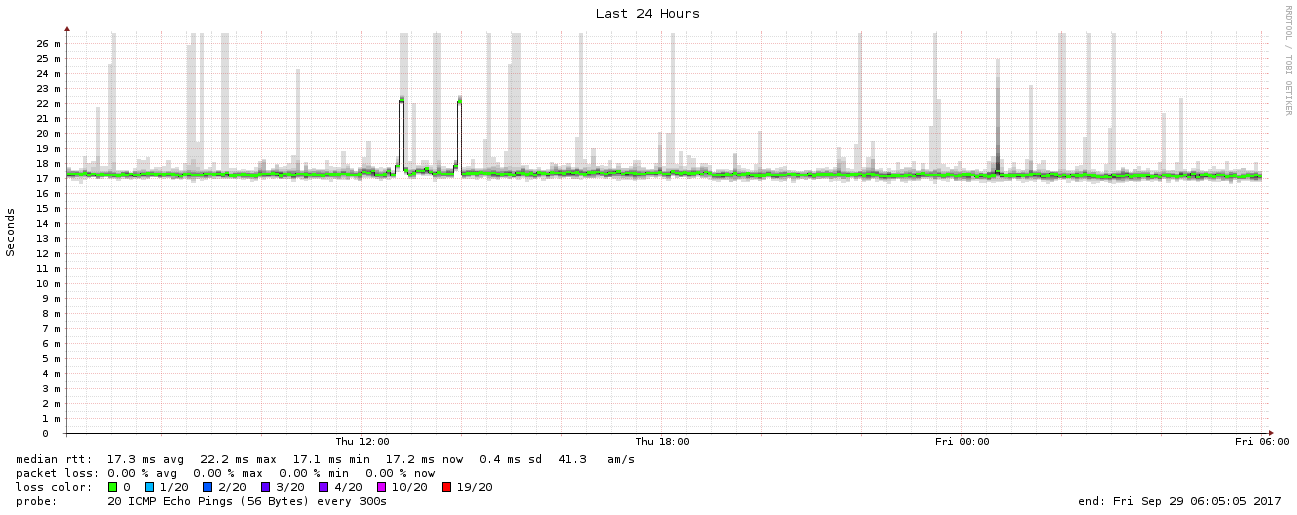 Last 24 Hours
RRDTOOL / TOBI OETIKER
Seconds
26 m
25 m
24 m
23 m
22 m
21 m
20 m
19 m
18 m
17 m
16 m
15 m
14 m
13 m
12 m
11 m
10 m
9 m
8 m
7 m
6 m
5 m
4 m
3 m
2 m
1 m
0
Thu 12:00 Thu 18:00 Fri 00:00 Fri 06:00
median rtt: 17.3 ms avg 22.2 ms max 17.1 ms min 17.2 ms now 0.4 ms sd 41.3 am/s
packet loss: 0.00 % avg 0.00 % max 0.00 % min 0.00 % now
loss color: 0 1/20 2/20 3/20 4/20 10/20 19/20
probe: 20 ICMP Echo Pings (56 Bytes) every 300s end: Fri Sep 29 06:05:05 2017